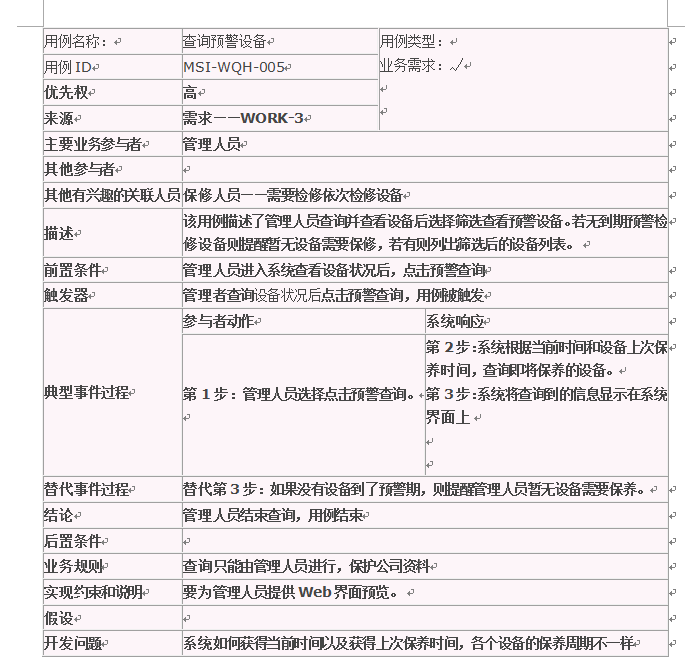 用例名称： 查询预警设备 用例类型：
用例 ID MSI-WQH-005 业务需求：✓
优先权 高
来源 需求——WORK-3
主要业务参与者 管理人员
其他参与者
其他有兴趣的关联人员 保修人员——需要检修依次检修设备
描述 该用例描述了管理人员查询并查看设备后选择筛选查看预警设备。若无到期预警检
修设备则提醒暂无设备需要保修，若有则列出筛选后的设备列表。
前置条件 管理人员进入系统查看设备状况后，点击预警查询
触发器 管理者查询设备状况后点击预警查询，用例被触发
典型事件过程 参与者动作 系统响应
第 1 步：管理人员选择点击预警查询。
第 2 步:系统根据当前时间和设备上次保
养时间，查询即将保养的设备。
第 3 步：系统将查询到的信息显示在系统
界面上
替代事件过程 替代第 3 步：如果没有设备到了预警期，则提醒管理人员暂无设备需要保养。
结论 管理人员结束查询，用例结束
后置条件
业务规则 查询只能由管理人员进行，保护公司资料
实现约束和说明 要为管理人员提供 Web 界面预览。
假设
开发问题 系统如何获得当前时间以及获得上次保养时间，各个设备的保养周期不一样